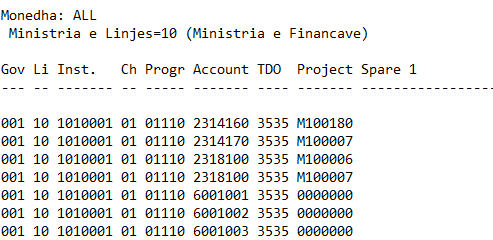 Monedha: ALL
Ministria e Linjes=10 (Ministria e Financave)
Gov Li Inst.   Ch Progr Account TDO  Project Spare 1
--- -- ------- -- ----- ------- ---- ------- -----------------
001 10 1010001 01 01110 2314160 3535 M100180
001 10 1010001 01 01110 2314170 3535 M100007
001 10 1010001 01 01110 2318100 3535 M100006
001 10 1010001 01 01110 2318100 3535 M100007
001 10 1010001 01 01110 6001001 3535 0000000
001 10 1010001 01 01110 6001002 3535 0000000
001 10 1010001 01 01110 6001003 3535 0000000